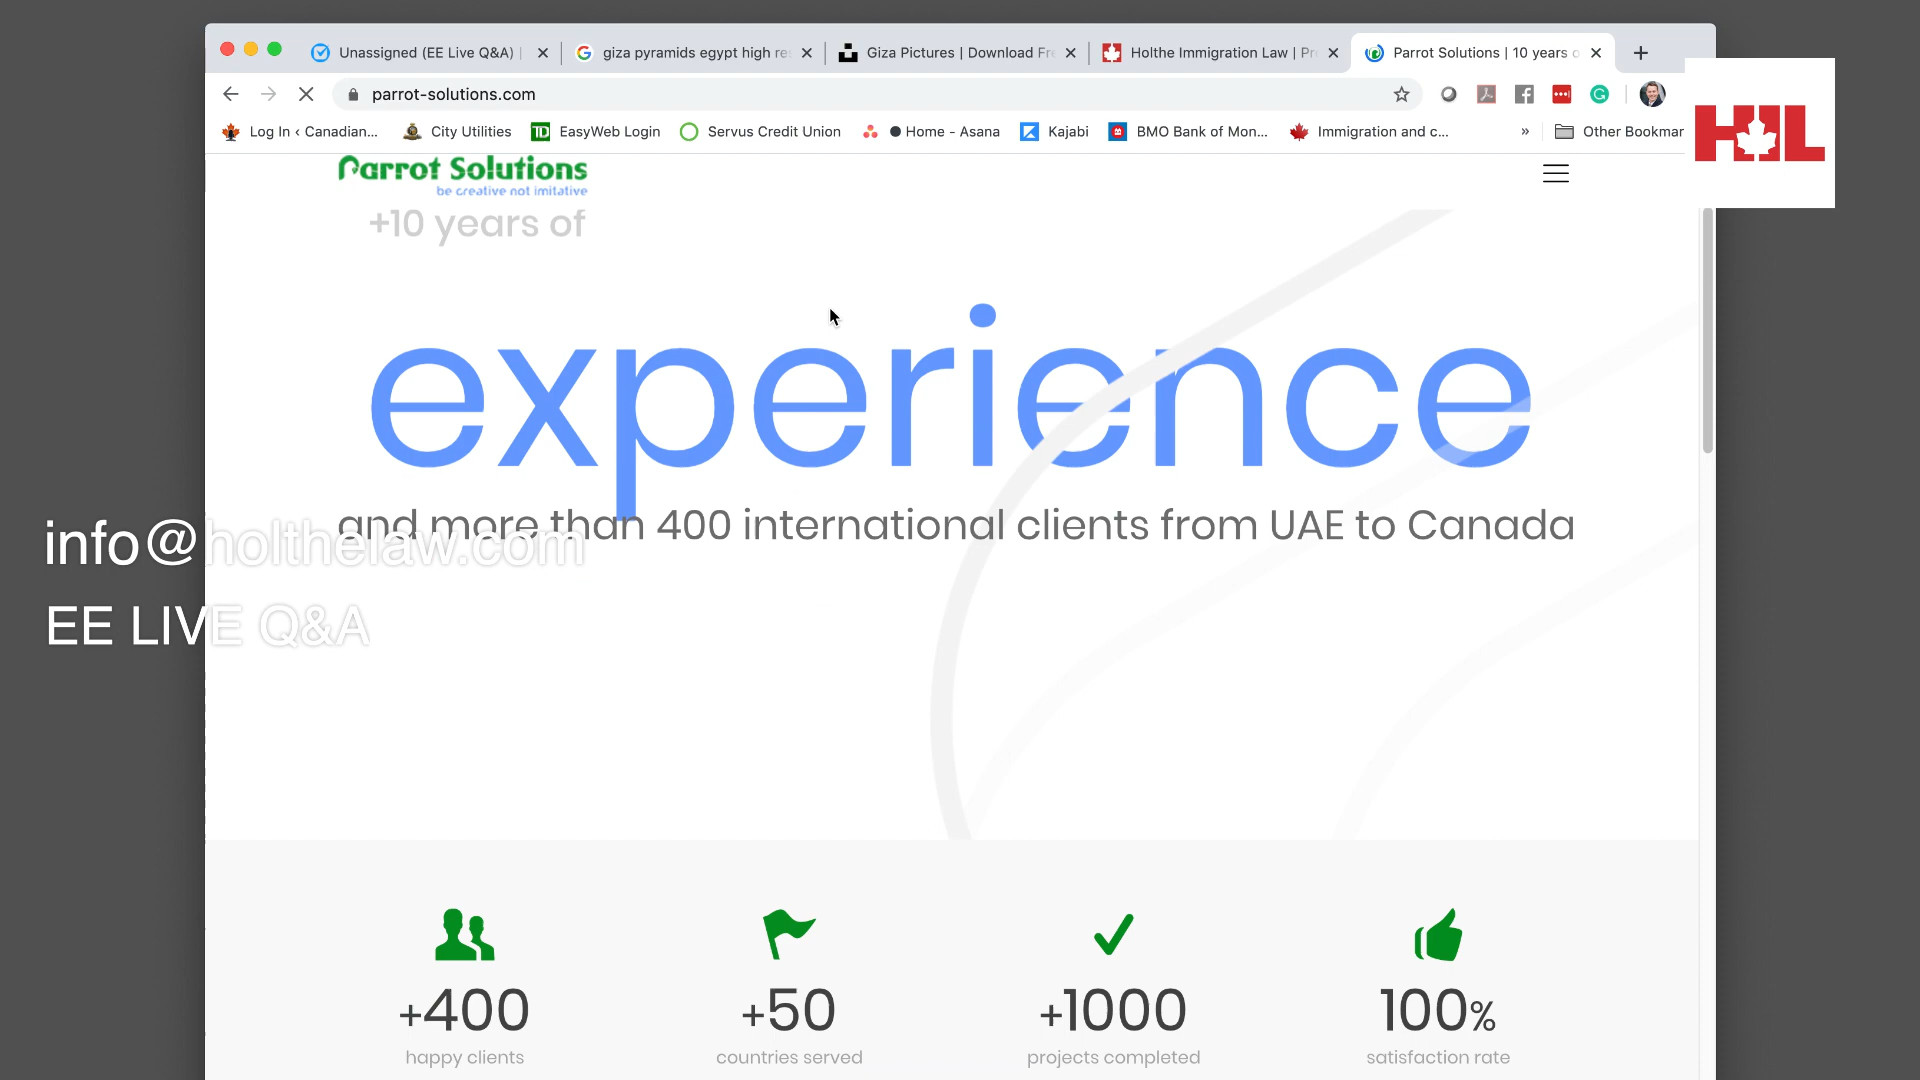 Unassigned (EE Live Q&A) |
giza pyramids egypt high re
Giza Pictures | Download Fre
Holthe Immigration Law | Pr
Parrot Solutions | 10 years o
parrot-solutions.com
Log In ‹ Canadian...
City Utilities
TD
EasyWeb Login
Servus Credit Union
Home - Asana
Kajabi
BMO Bank of Mon...
Immigration and c...
»
Other Bookmar
HIL
Parrot Solutions
be creative not imitative
+10 years of
experience
and more than 400 international clients from UAE to Canada
info@holthelaw.com
EE LIVE Q&A
+400
+50
+1000
100%
happy clients
countries served
projects completed
satisfaction rate